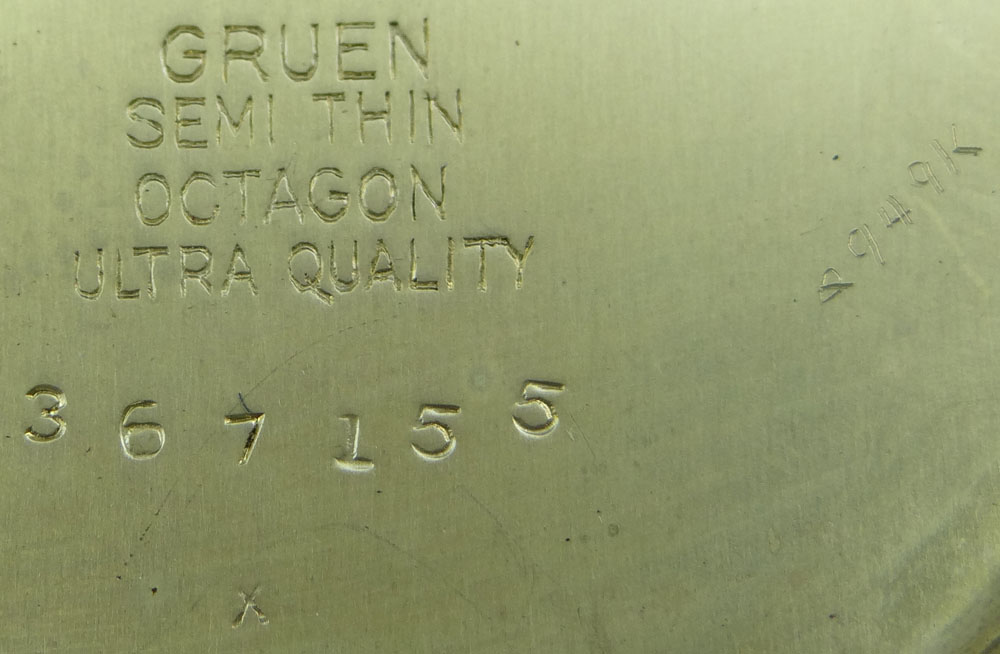 GRUEN
SEMI THIN
OCTAGON
ULTRA QUALITY
367155
X